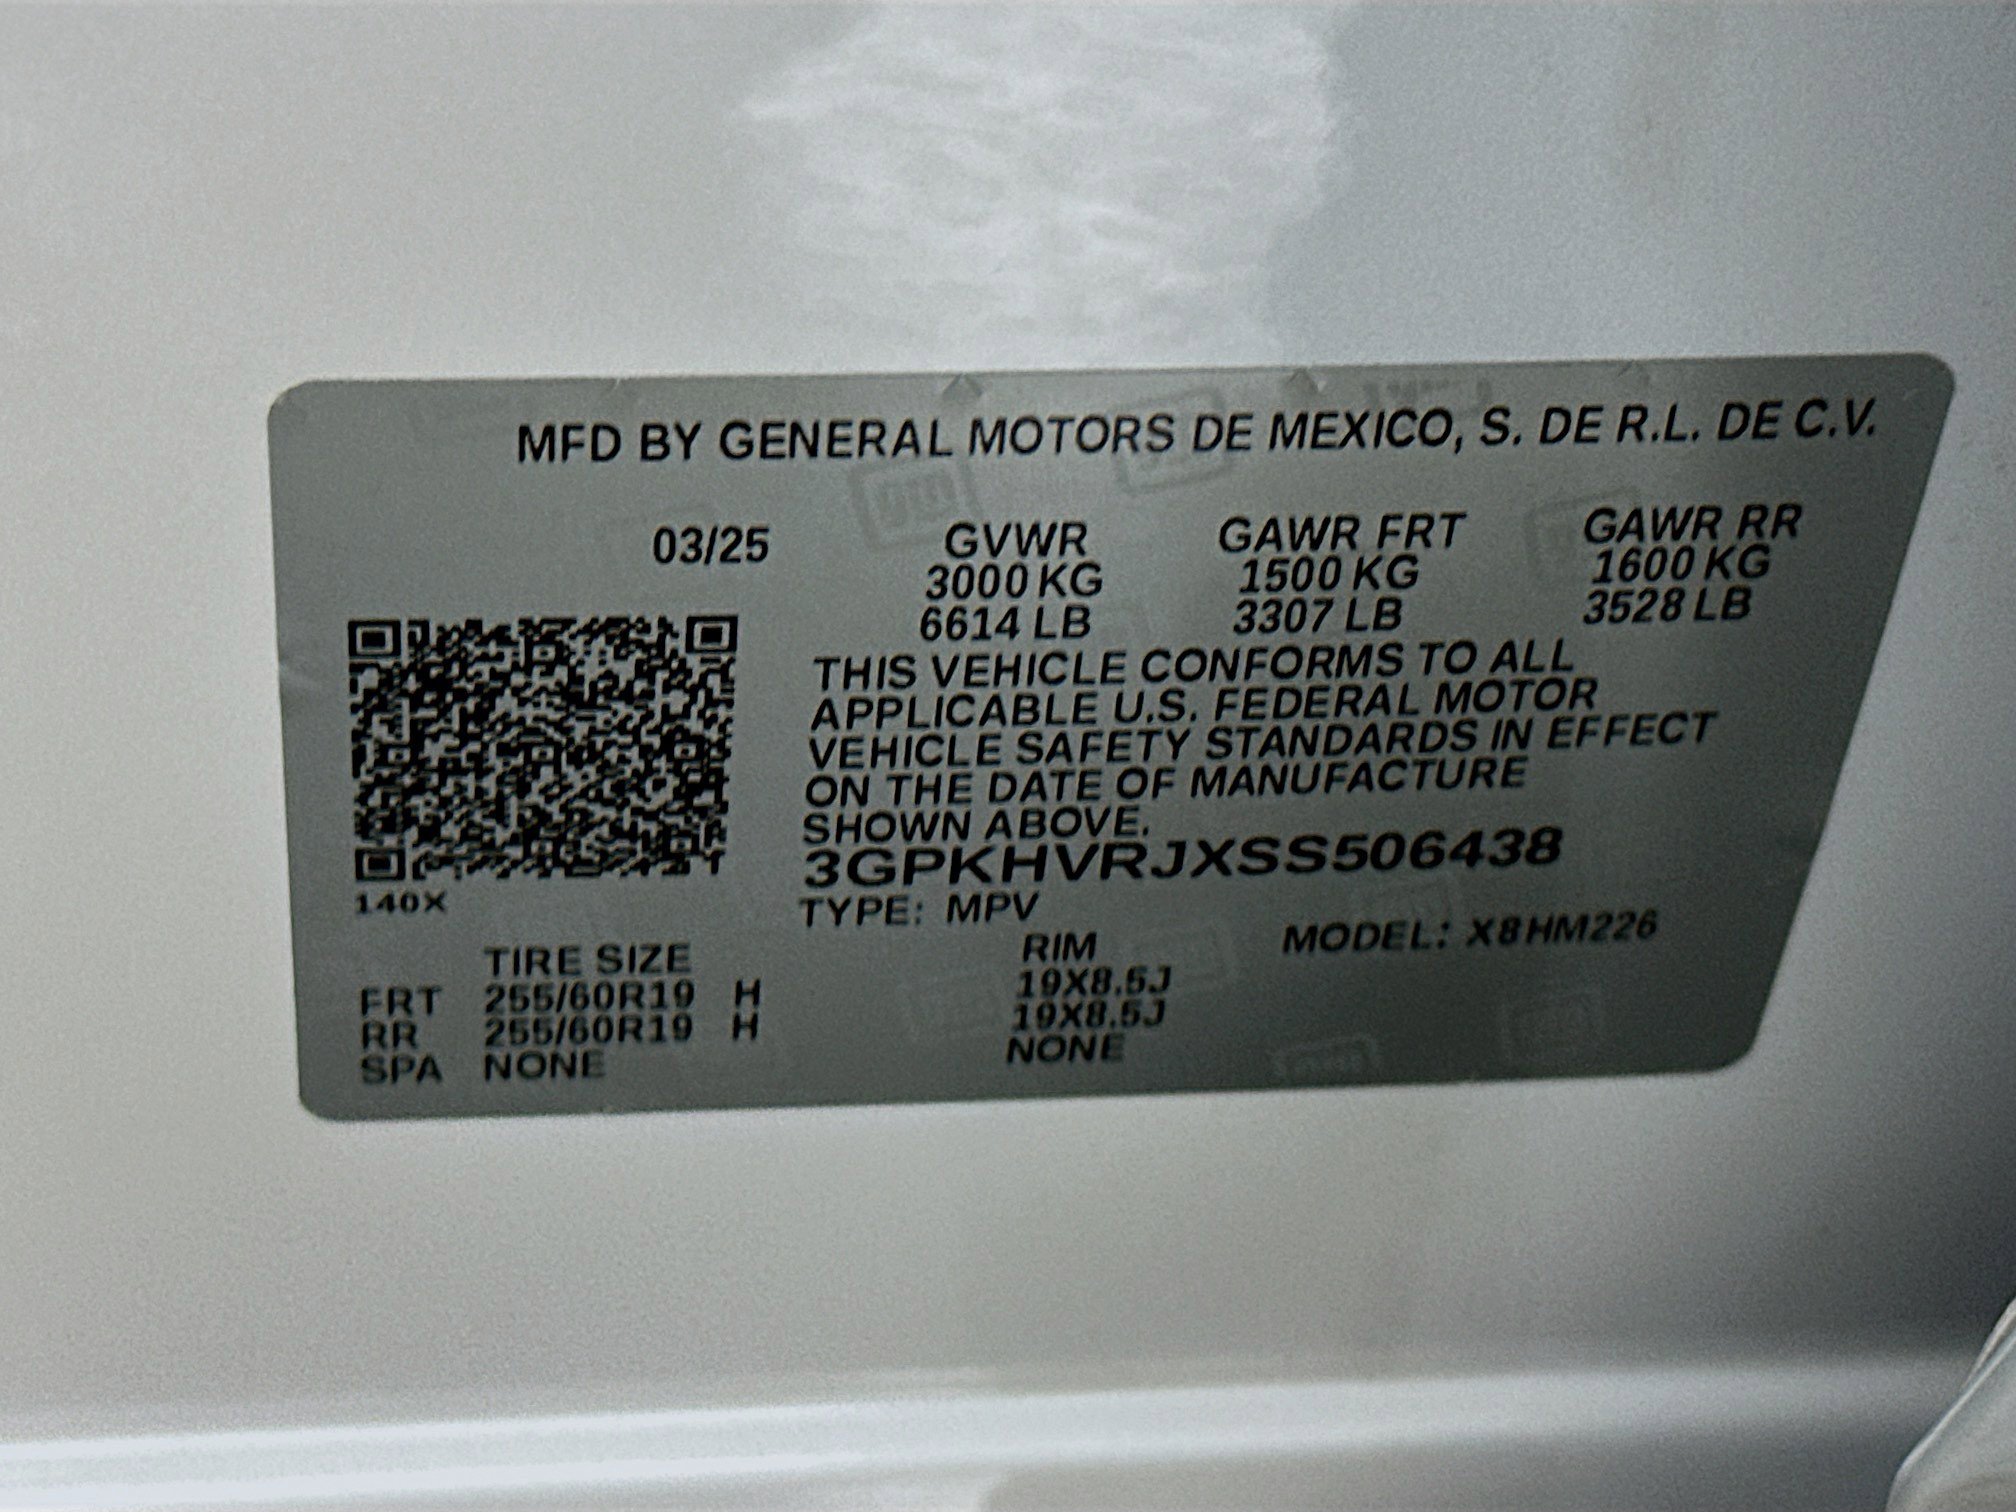 MFD BY GENERAL MOTORS DE MEXICO, S. DE R.L. DE C.V.
03/25 GVWR GAWR FRT GAWR RR
3000 KG 1500 KG 1600 KG
6614 LB 3307 LB 3528 LB
THIS VEHICLE CONFORMS TO ALL
APPLICABLE U.S. FEDERAL MOTOR
VEHICLE SAFETY STANDARDS IN EFFECT
ON THE DATE OF MANUFACTURE
SHOWN ABOVE.
3GPKHVRJXSS506438
140X
TYPE: MPV MODEL: X8HM226
TIRE SIZE RIM
FRT 255/60R19 H 19X8.5J
RR 255/60R19 H 19X8.5J
SPA NONE NONE